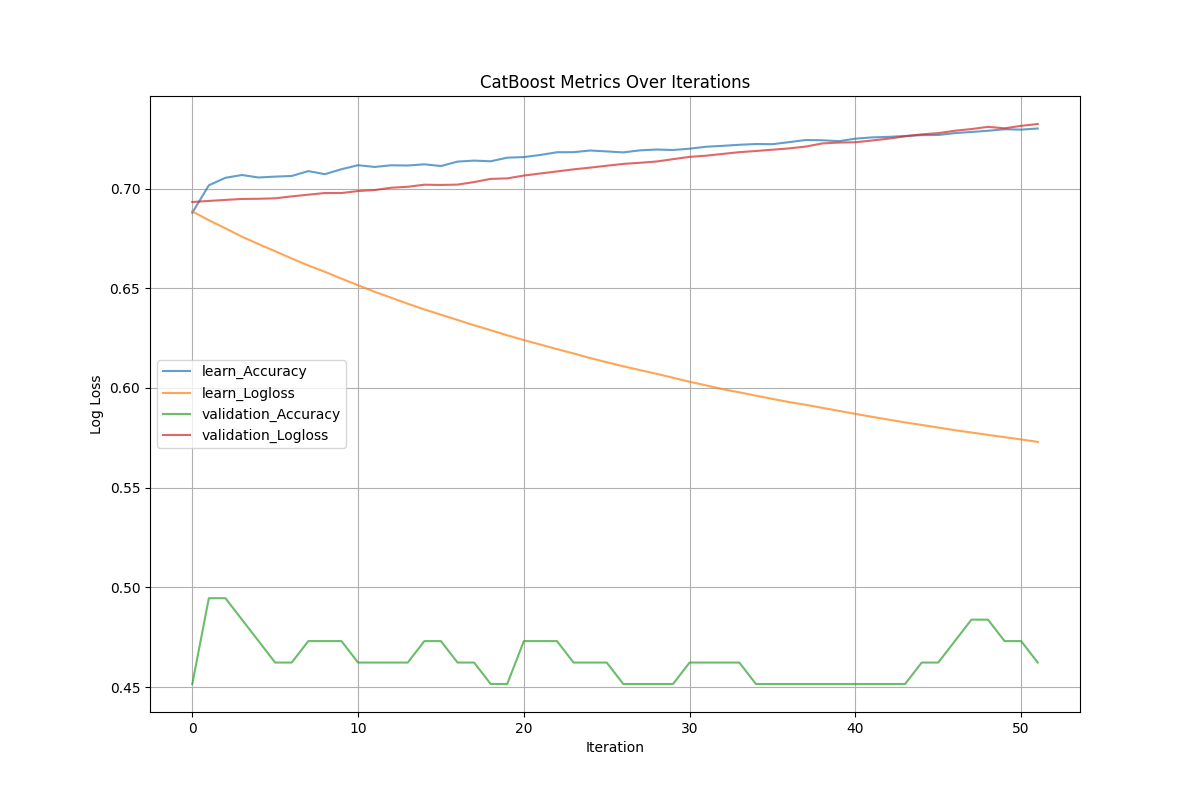 CatBoost Metrics Over Iterations
0.70
0.65
0.60
0.55
0.50
0.45
Log Loss
learn_Accuracy
learn_Logloss
validation_Accuracy
validation_Logloss
0 10 20 30 40 50
Iteration